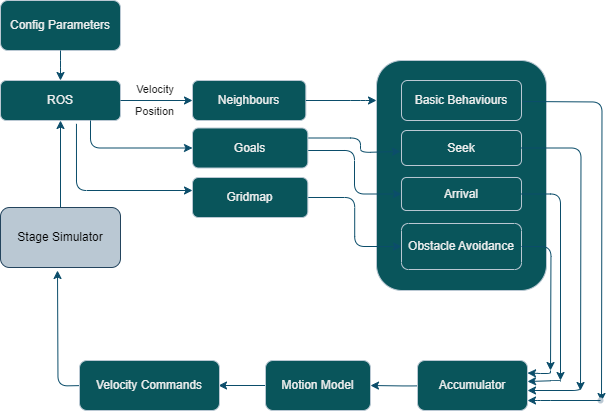 Config Parameters
ROS
Velocity
Position
Neighbours
Goals
Gridmap
Basic Behaviours
Seek
Arrival
Obstacle Avoidance
Stage Simulator
Velocity Commands
Motion Model
Accumulator